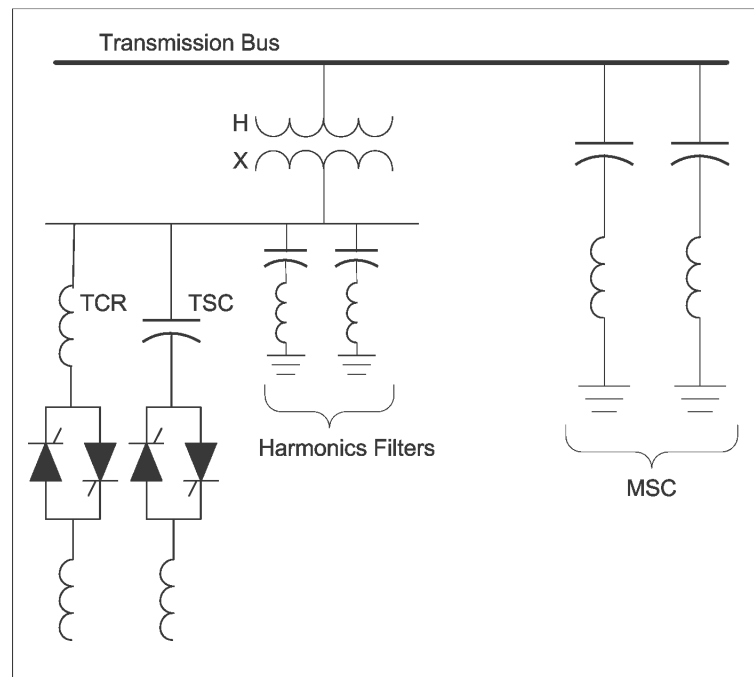 Transmission Bus
H
X
TCR
TSC
Harmonics Filters
MSC